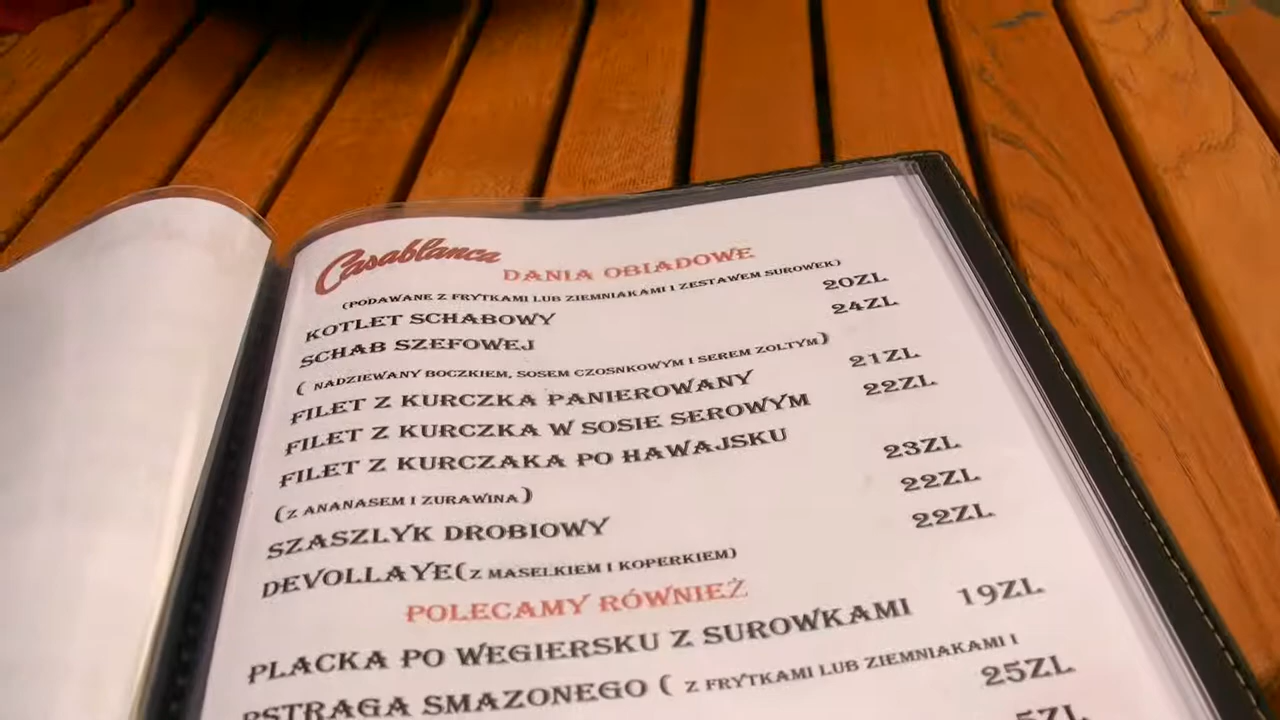 Casablanca
DANIA OBIADOWE
(PODAWANE Z FRYTKAMI LUB ZIEMNIAKAMI I ZESTAWEM SUROWEK)
KOTLET SCHABOWY 20ZL
SCHAB SZEFOWEJ 24ZL
( NADZIEWANY BOCZKIEM, SOSEM CZOSNKOWYM I SEREM ZOLTYM)
FILET Z KURCZKA PANIEROWANY 21ZL
FILET Z KURCZKA W SOSIE SEROWYM 22ZL
FILET Z KURCZAKA PO HAWAJSKU 23ZL
(Z ANANASEM I ZURAWINA)
SZASZLYK DROBIOWY 22ZL
DEVOLLAYE(Z MASELKIEM I KOPERKIEM) 22ZL
POLECAMY RÓWNIEŻ
PLACKA PO WEGIERSKU Z SUROWKAMI 19ZL
PSTRAGA SMAZONEGO ( Z FRYTKAMI LUB ZIEMNIAKAMI I 25ZL